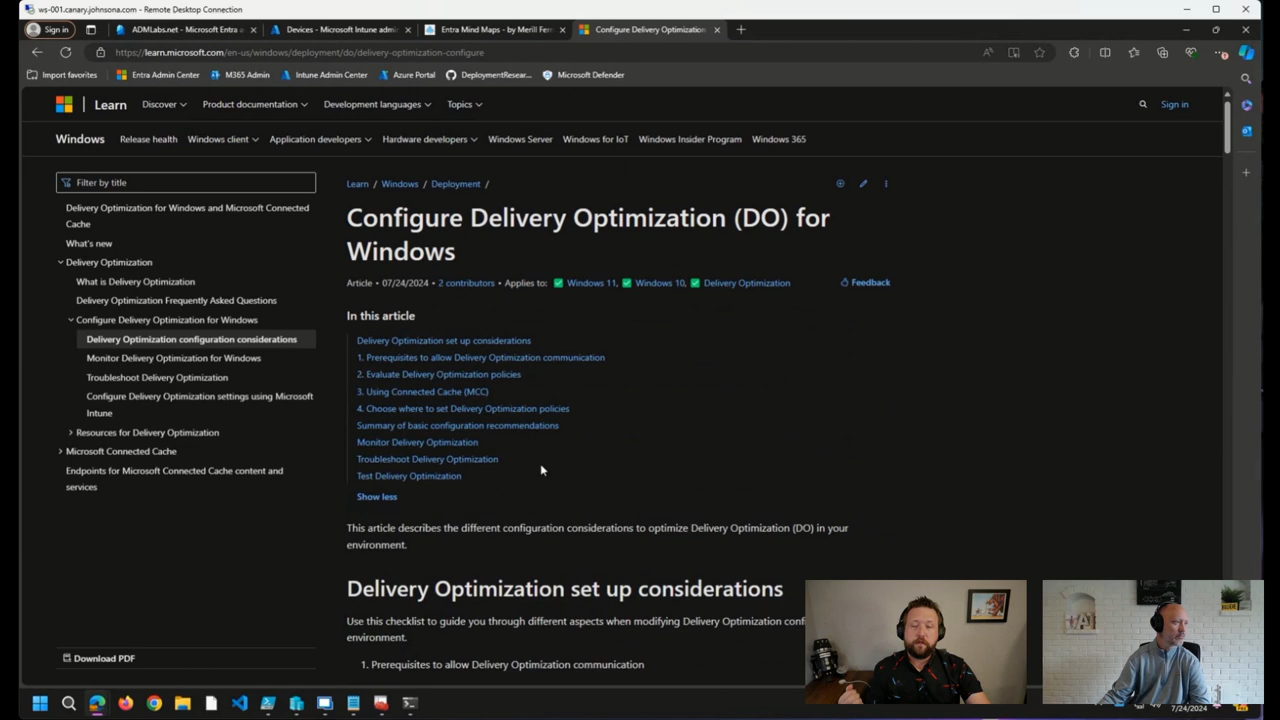 ws-001.canary.johnsona.com - Remote Desktop Connection
Sign in
ADMLabs.net - Microsoft Entra a
Devices - Microsoft Intune admin
Entra Mind Maps - by Merill Fern
Configure Delivery Optimization
https://learn.microsoft.com/en-us/windows/deployment/do/delivery-optimization-configure
Import favorites
Entra Admin Center
M365 Admin
Intune Admin Center
Azure Portal
DeploymentResear...
Microsoft Defender
Learn
Discover
Product documentation
Development languages
Topics
Sign in
Windows
Release health
Windows client
Application developers
Hardware developers
Windows Server
Windows for IoT
Windows Insider Program
Windows 365
Filter by title
Delivery Optimization for Windows and Microsoft Connected
Cache
What's new
Delivery Optimization
What is Delivery Optimization
Delivery Optimization Frequently Asked Questions
Configure Delivery Optimization for Windows
Delivery Optimization configuration considerations
Monitor Delivery Optimization for Windows
Troubleshoot Delivery Optimization
Configure Delivery Optimization settings using Microsoft
Intune
Resources for Delivery Optimization
Microsoft Connected Cache
Endpoints for Microsoft Connected Cache content and
services
Download PDF
Learn / Windows / Deployment /
Configure Delivery Optimization (DO) for
Windows
Article • 07/24/2024 • 2 contributors • Applies to: ✅ Windows 11, ✅ Windows 10, ✅ Delivery Optimization
Feedback
In this article
Delivery Optimization set up considerations
1. Prerequisites to allow Delivery Optimization communication
2. Evaluate Delivery Optimization policies
3. Using Connected Cache (MCC)
4. Choose where to set Delivery Optimization policies
Summary of basic configuration recommendations
Monitor Delivery Optimization
Troubleshoot Delivery Optimization
Test Delivery Optimization
Show less
This article describes the different configuration considerations to optimize Delivery Optimization (DO) in your
environment.
Delivery Optimization set up considerations
Use this checklist to guide you through different aspects when modifying Delivery Optimization
environment.
1. Prerequisites to allow Delivery Optimization communication
7/24/2024